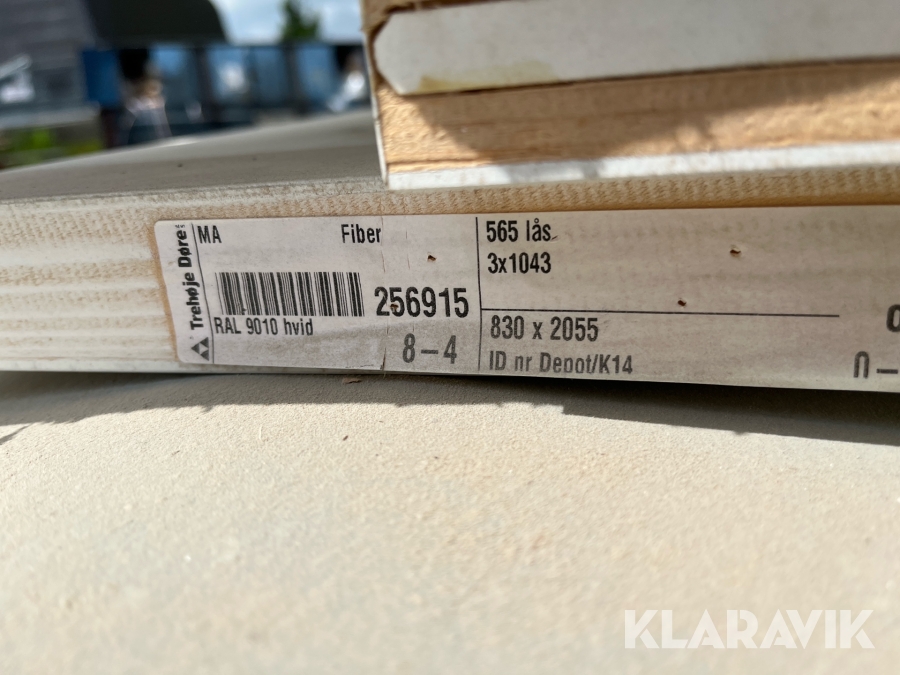 Trehøje Døre
MA Fiber
256915
RAL 9010 hvid
8-4
565 lås
3x1043
830 x 2055
ID nr Depot/K14
KLARAVIK